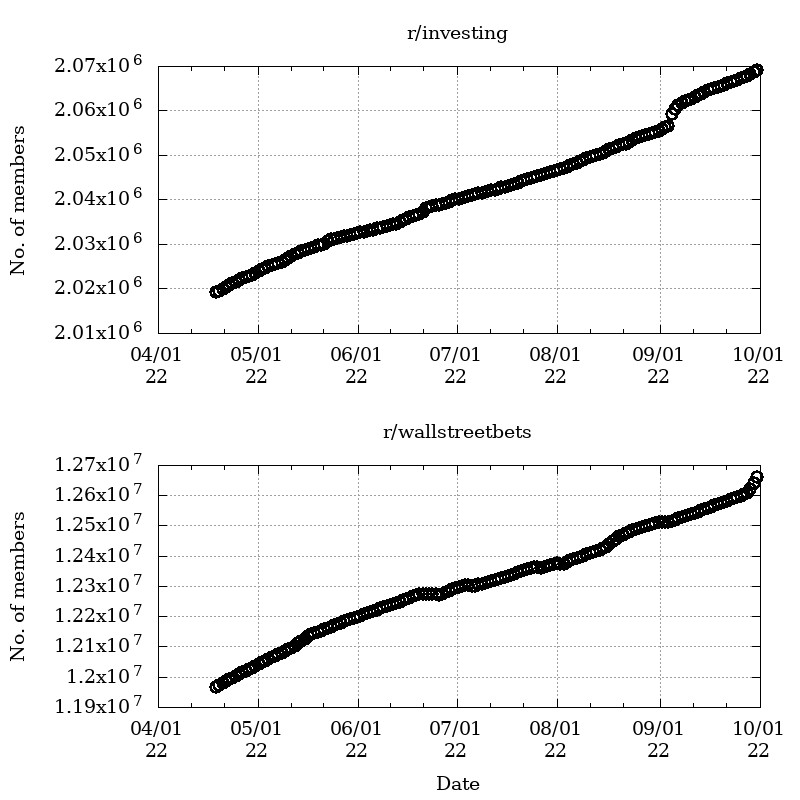 r/investing
No. of members
2.07x10^6
2.06x10^6
2.05x10^6
2.04x10^6
2.03x10^6
2.02x10^6
2.01x10^6
04/01 05/01 06/01 07/01 08/01 09/01 10/01
22 22 22 22 22 22 22
r/wallstreetbets
No. of members
1.27x10^7
1.26x10^7
1.25x10^7
1.24x10^7
1.23x10^7
1.22x10^7
1.21x10^7
1.2x10^7
1.19x10^7
04/01 05/01 06/01 07/01 08/01 09/01 10/01
22 22 22 22 22 22 22
Date